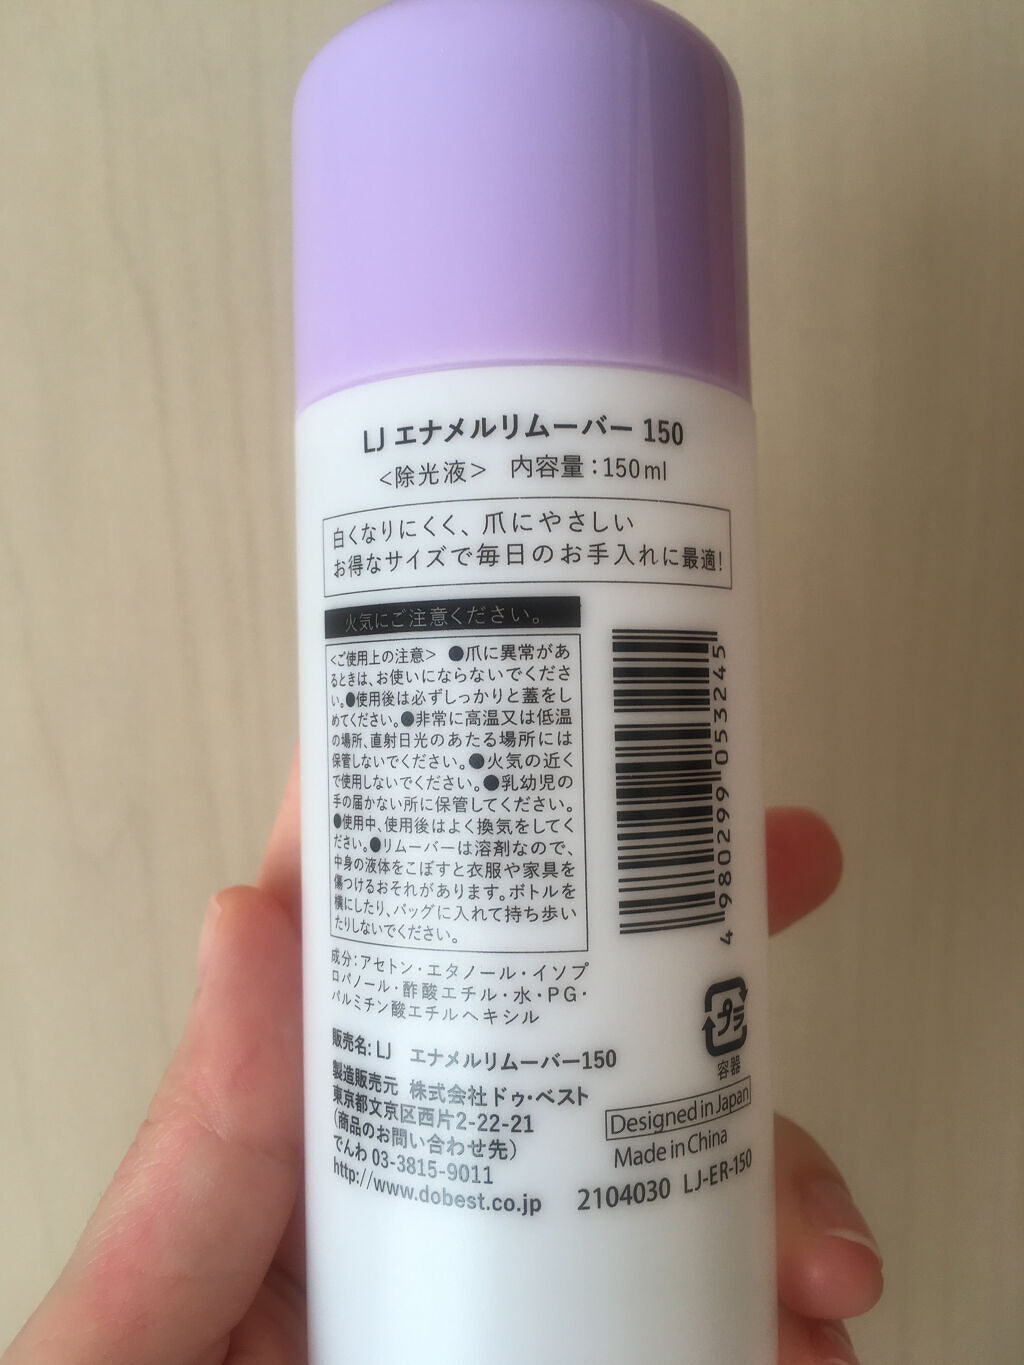 LJ エナメルリムーバー 150
<除光液> 内容量：150ml
白くなりにくく、爪にやさしい
お得なサイズで毎日のお手入れに最適!
火気にご注意ください。
<ご使用上の注意> ●爪に異常があ
るときは、お使いにならないでくださ
い。●使用後は必ずしっかりと蓋をし
めてください。●非常に高温又は低温
の場所、直射日光のあたる場所には
保管しないでください。●火気の近く
で使用しないでください。●乳幼児の
手の届かない所に保管してください。
●使用中、使用後はよく換気をしてく
ださい。●リムーバーは溶剤なので、
中身の液体をこぼすと衣服や家具を
傷つけるおそれがあります。ボトルを
横にしたり、バッグに入れて持ち歩い
たりしないでください。
4 980299 053245
成分：アセトン・エタノール・イソプ
ロパノール・酢酸エチル・水・PG・
パルミチン酸エチルヘキシル
プラ
容器
販売名：LJ エナメルリムーバー150
製造販売元 株式会社ドゥ・ベスト
東京都文京区西片2-22-21
(商品のお問い合わせ先)
でんわ 03-3815-9011
http://www.dobest.co.jp
Designed in Japan
Made in China
2104030 LJ-ER-150